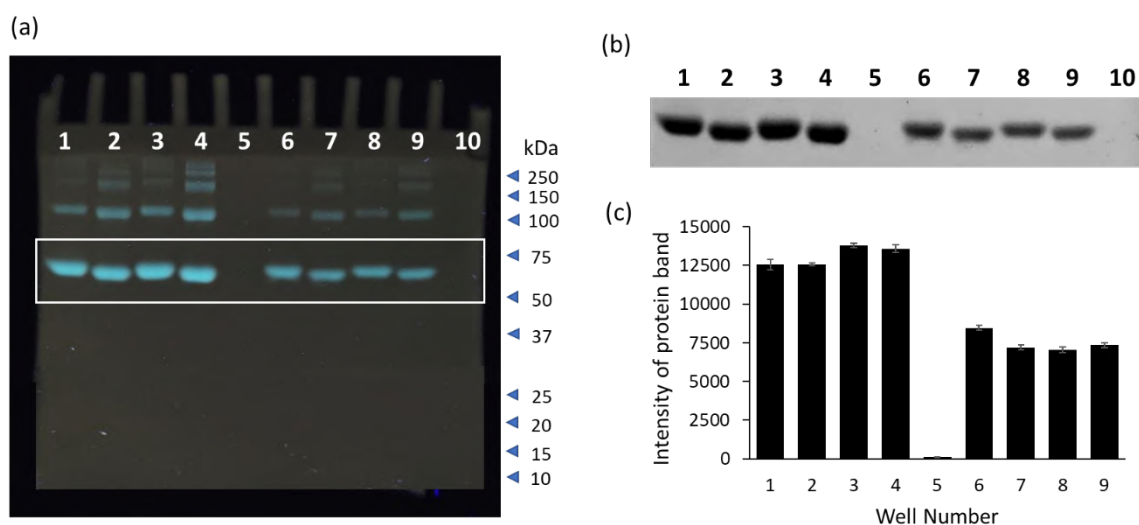 (a)
1 2 3 4 5 6 7 8 9 10
kDa
250
150
100
75
50
37
25
20
15
10
(b)
1 2 3 4 5 6 7 8 9 10
(c)
Intensity of protein band
15000
12500
10000
7500
5000
2500
0
1 2 3 4 5 6 7 8 9
Well Number